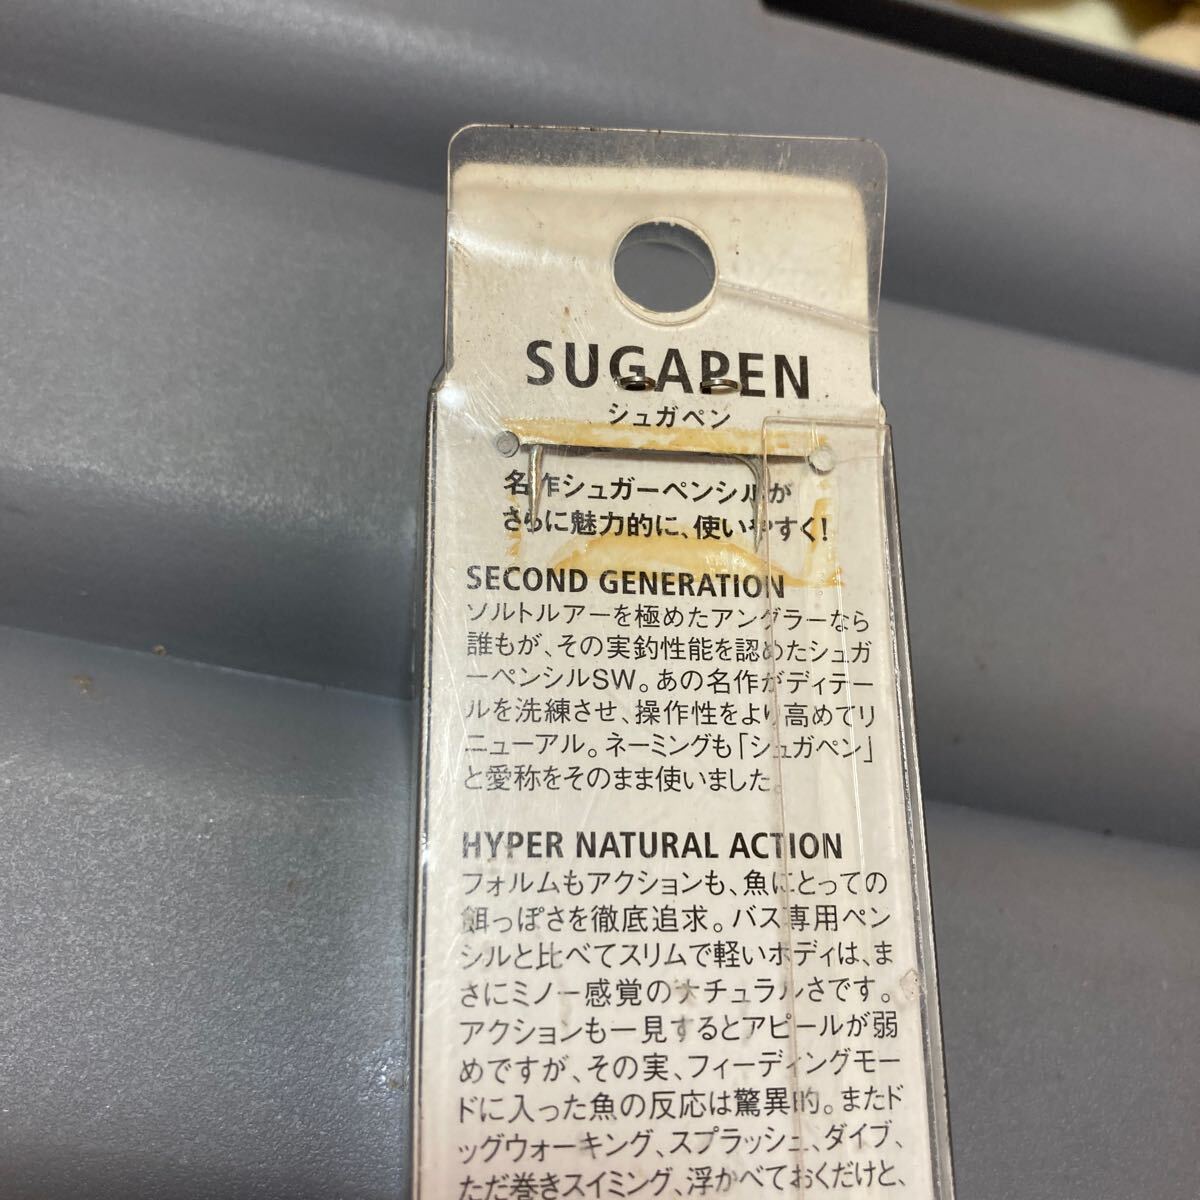 SUGAPEN
シュガペン
名作シュガーペンシルが
さらに魅力的に、使いやすく!
SECOND GENERATION
ソルトルアーを極めたアングラーなら
誰もが、その実釣性能を認めたシュガ
ーペンシルSW。あの名作がディテー
ルを洗練させ、操作性をより高めてリ
ニューアル。ネーミングも「シュガペン」
と愛称をそのまま使いました。
HYPER NATURAL ACTION
フォルムもアクションも、魚にとっての
餌っぽさを徹底追求。バス専用ペン
シルと比べてスリムで軽いボディは、ま
さにミノー感覚のナチュラルさです。
アクションも一見するとアピールが弱
めですが、その実、フィーディングモー
ドに入った魚の反応は驚異的。またド
ッグウォーキング、スプラッシュ、ダイブ、
ただ巻きスイミング、浮かべておくだけと、